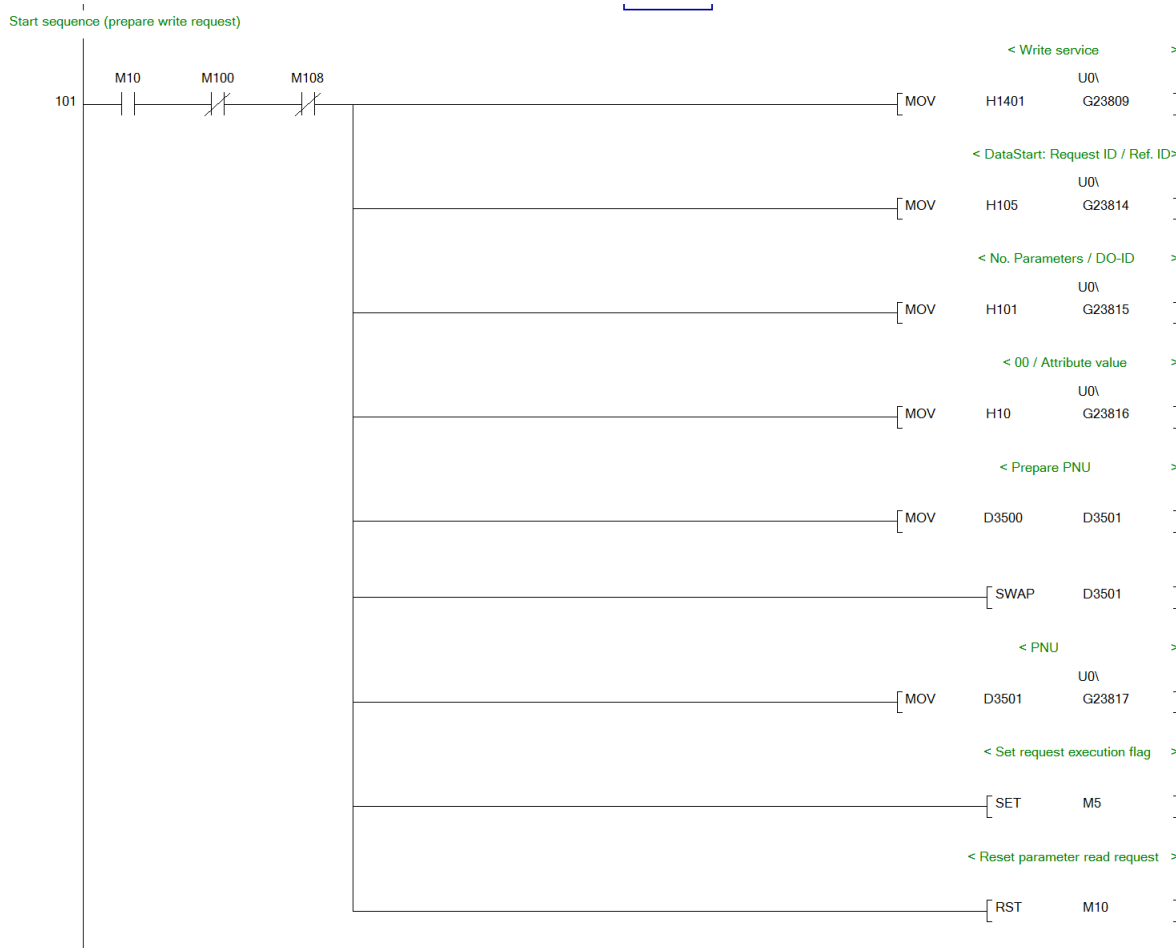 Start sequence (prepare write request)
< Write service >
M10 M100 M108 U0\
101 MOV H1401 G23809
< DataStart: Request ID / Ref. ID>
U0\
MOV H105 G23814
< No. Parameters / DO-ID >
U0\
MOV H101 G23815
< 00 / Attribute value >
U0\
MOV H10 G23816
< Prepare PNU >
MOV D3500 D3501
SWAP D3501
< PNU >
U0\
MOV D3501 G23817
< Set request execution flag >
SET M5
< Reset parameter read request >
RST M10